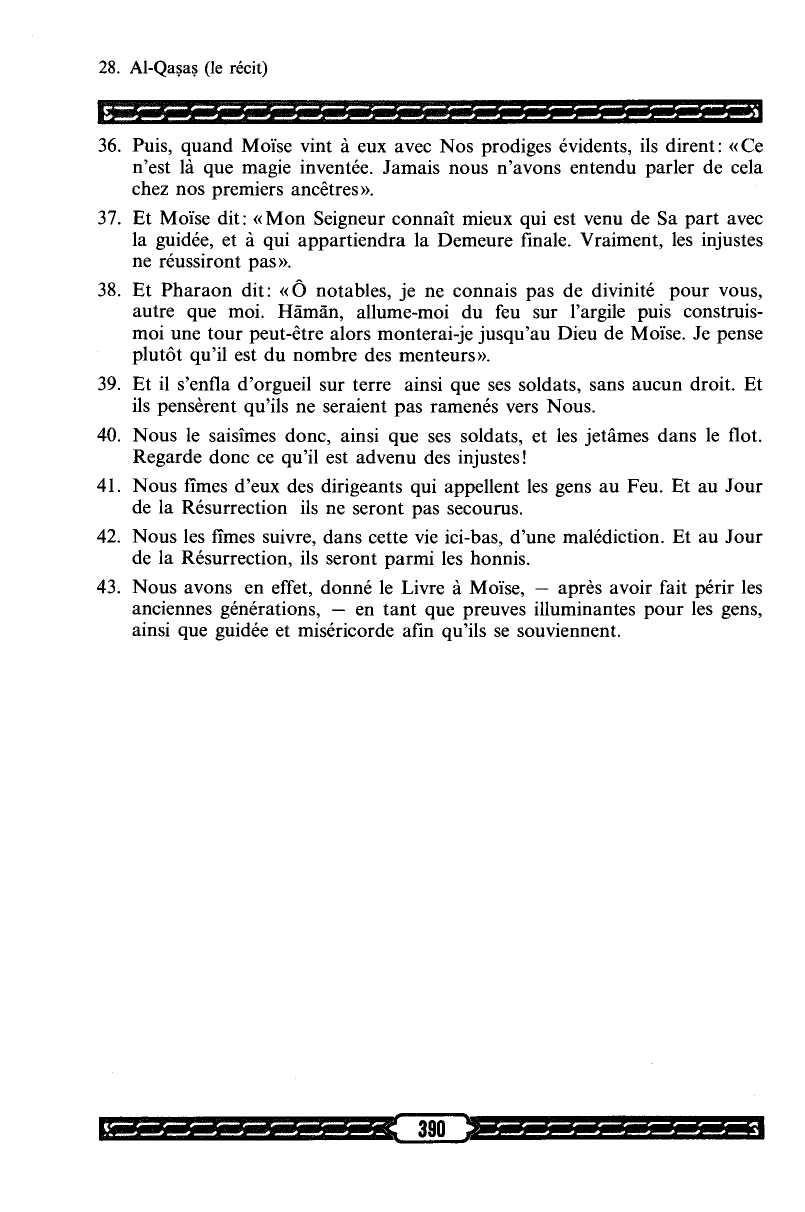 28. Al-Qaṣaṣ (le récit)
36. Puis, quand Moïse vint à eux avec Nos prodiges évidents, ils dirent: «Ce
n'est là que magie inventée. Jamais nous n'avons entendu parler de cela
chez nos premiers ancêtres».
37. Et Moïse dit: «Mon Seigneur connaît mieux qui est venu de Sa part avec
la guidée, et à qui appartiendra la Demeure finale. Vraiment, les injustes
ne réussiront pas».
38. Et Pharaon dit: «Ô notables, je ne connais pas de divinité pour vous,
autre que moi. Hāmān, allume-moi du feu sur l'argile puis construis-
moi une tour peut-être alors monterai-je jusqu'au Dieu de Moïse. Je pense
plutôt qu'il est du nombre des menteurs».
39. Et il s'enfla d'orgueil sur terre ainsi que ses soldats, sans aucun droit. Et
ils pensèrent qu'ils ne seraient pas ramenés vers Nous.
40. Nous le saisîmes donc, ainsi que ses soldats, et les jetâmes dans le flot.
Regarde donc ce qu'il est advenu des injustes!
41. Nous fîmes d'eux des dirigeants qui appellent les gens au Feu. Et au Jour
de la Résurrection ils ne seront pas secourus.
42. Nous les fîmes suivre, dans cette vie ici-bas, d'une malédiction. Et au Jour
de la Résurrection, ils seront parmi les honnis.
43. Nous avons en effet, donné le Livre à Moïse, — après avoir fait périr les
anciennes générations, — en tant que preuves illuminantes pour les gens,
ainsi que guidée et miséricorde afin qu'ils se souviennent.
390